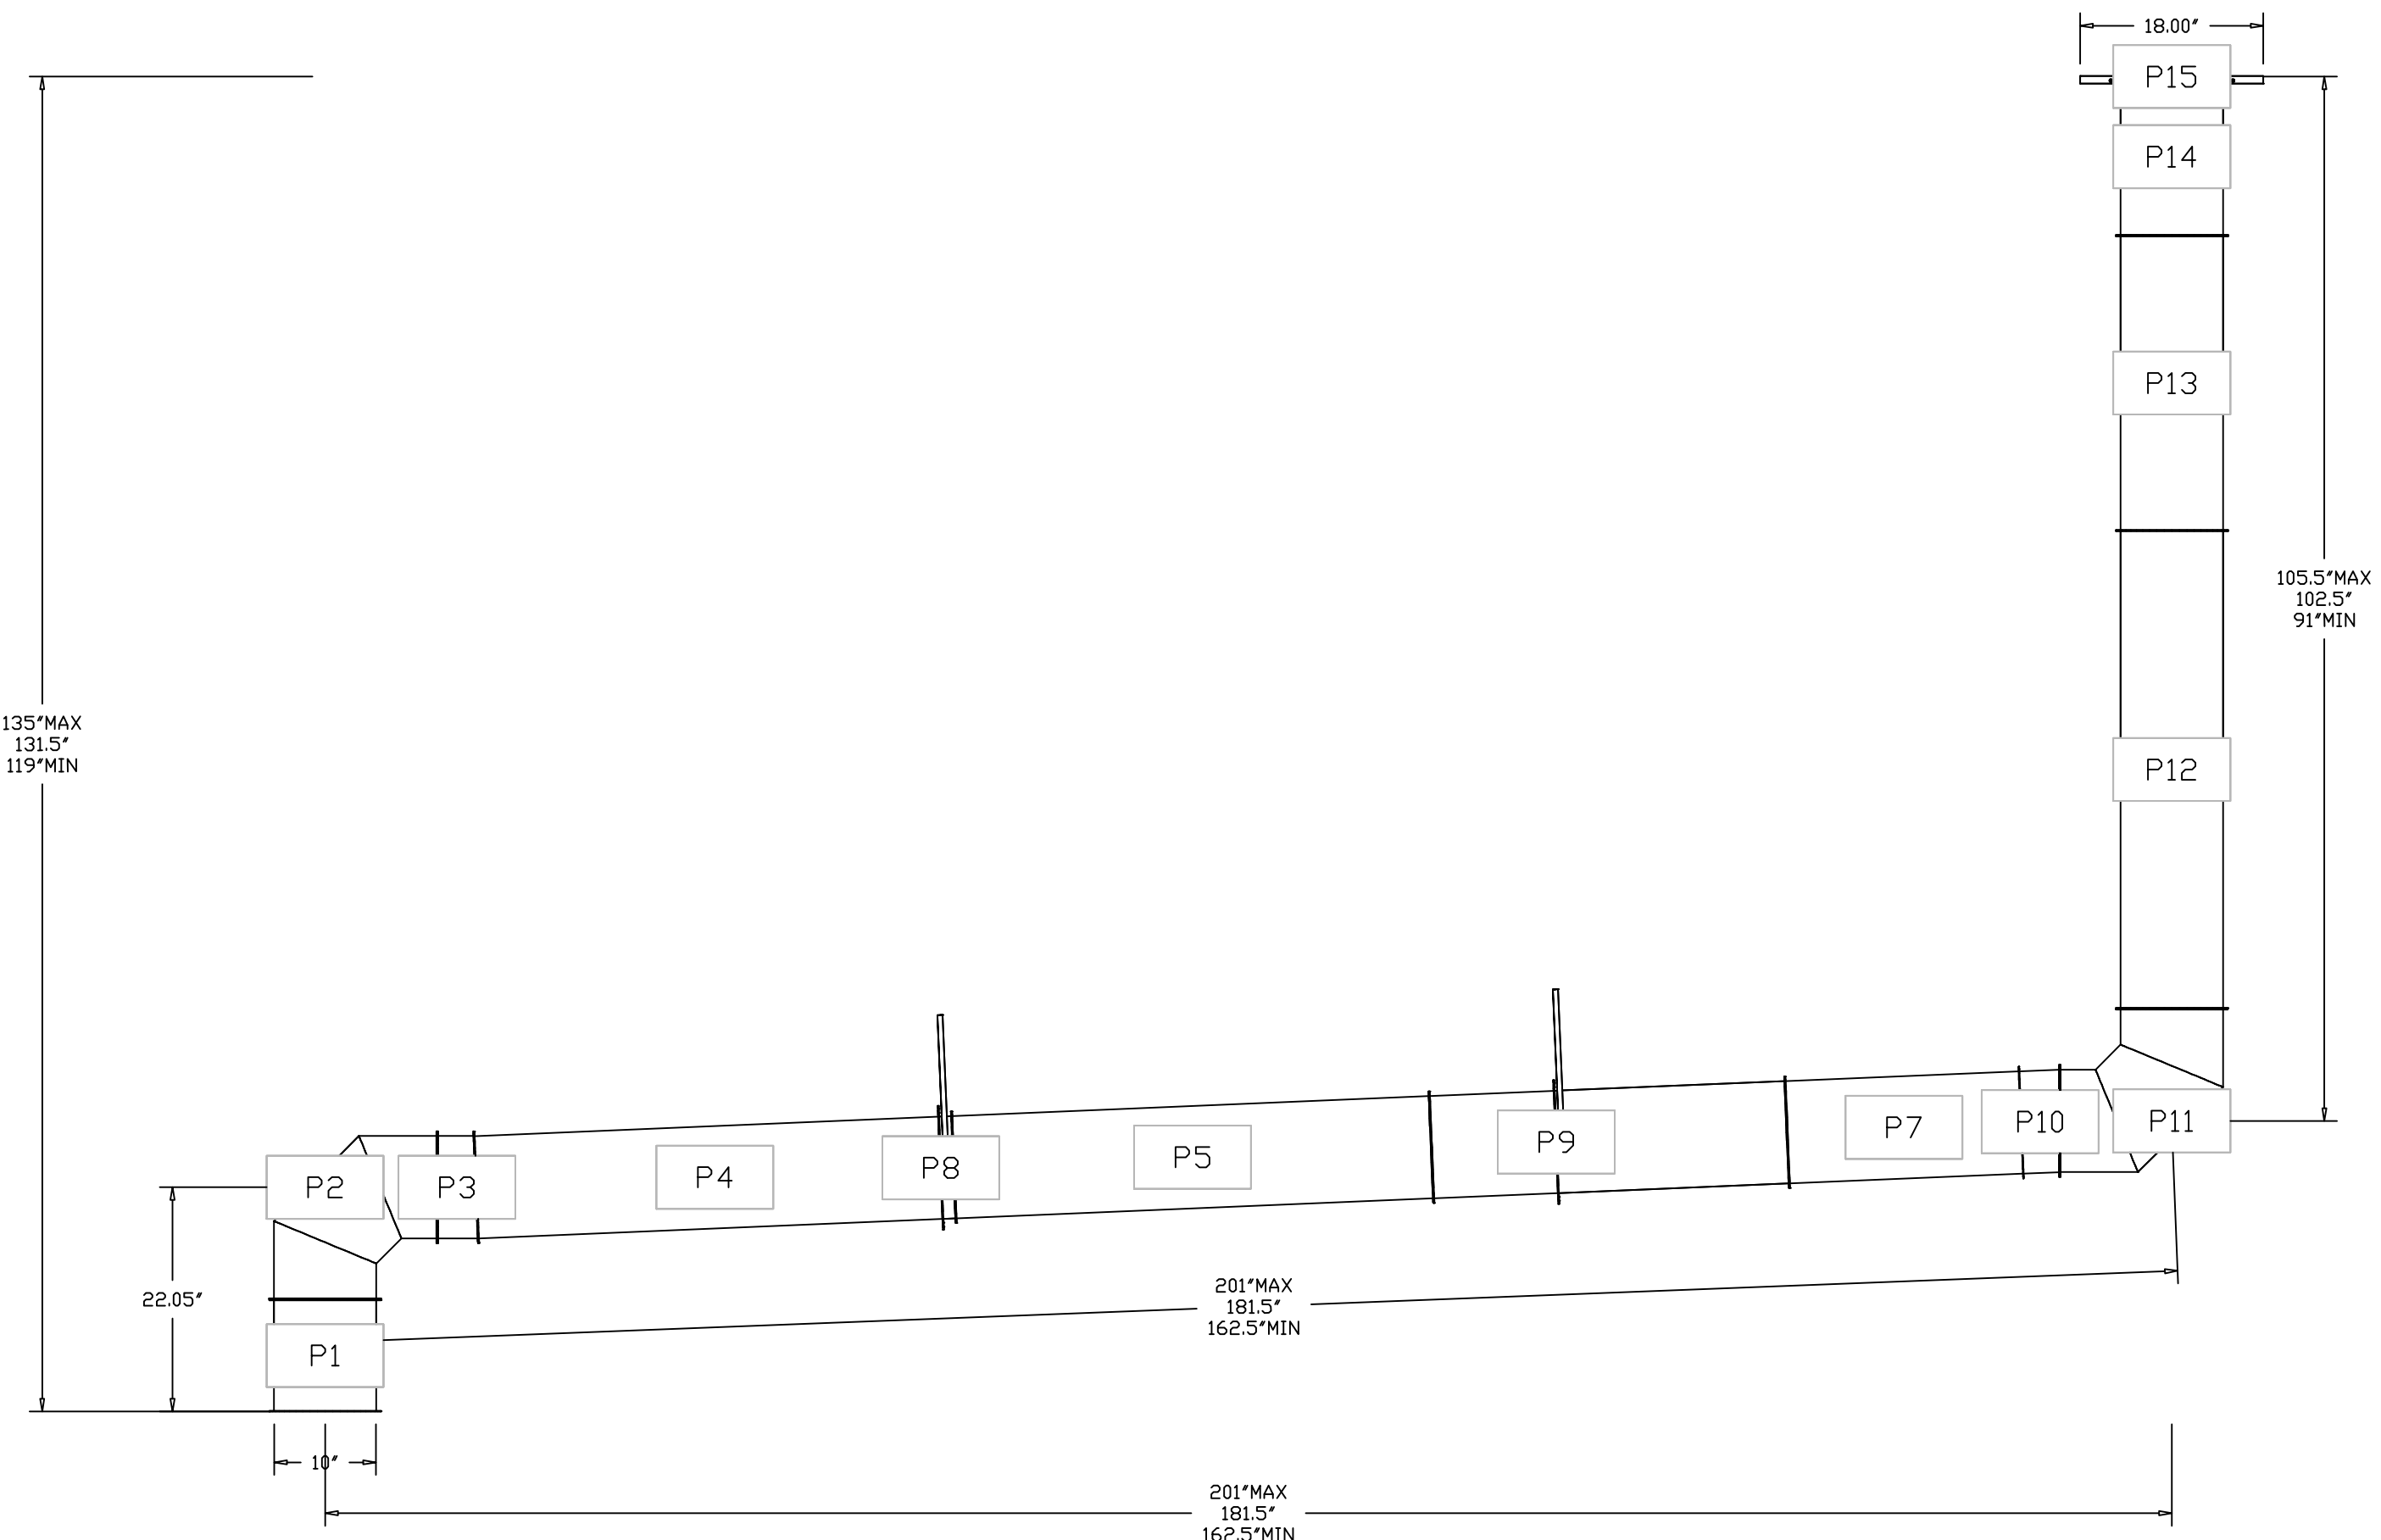 18.00"
P15
P14
P13
105.5"MAX
102.5"
91"MIN
135"MAX
131.5"
119"MIN
P12
P11
P10
P7
P9
P5
P8
P4
P3
P2
22.05"
201"MAX
181.5"
162.5"MIN
P1
10"
201"MAX
181.5"
162.5"MIN